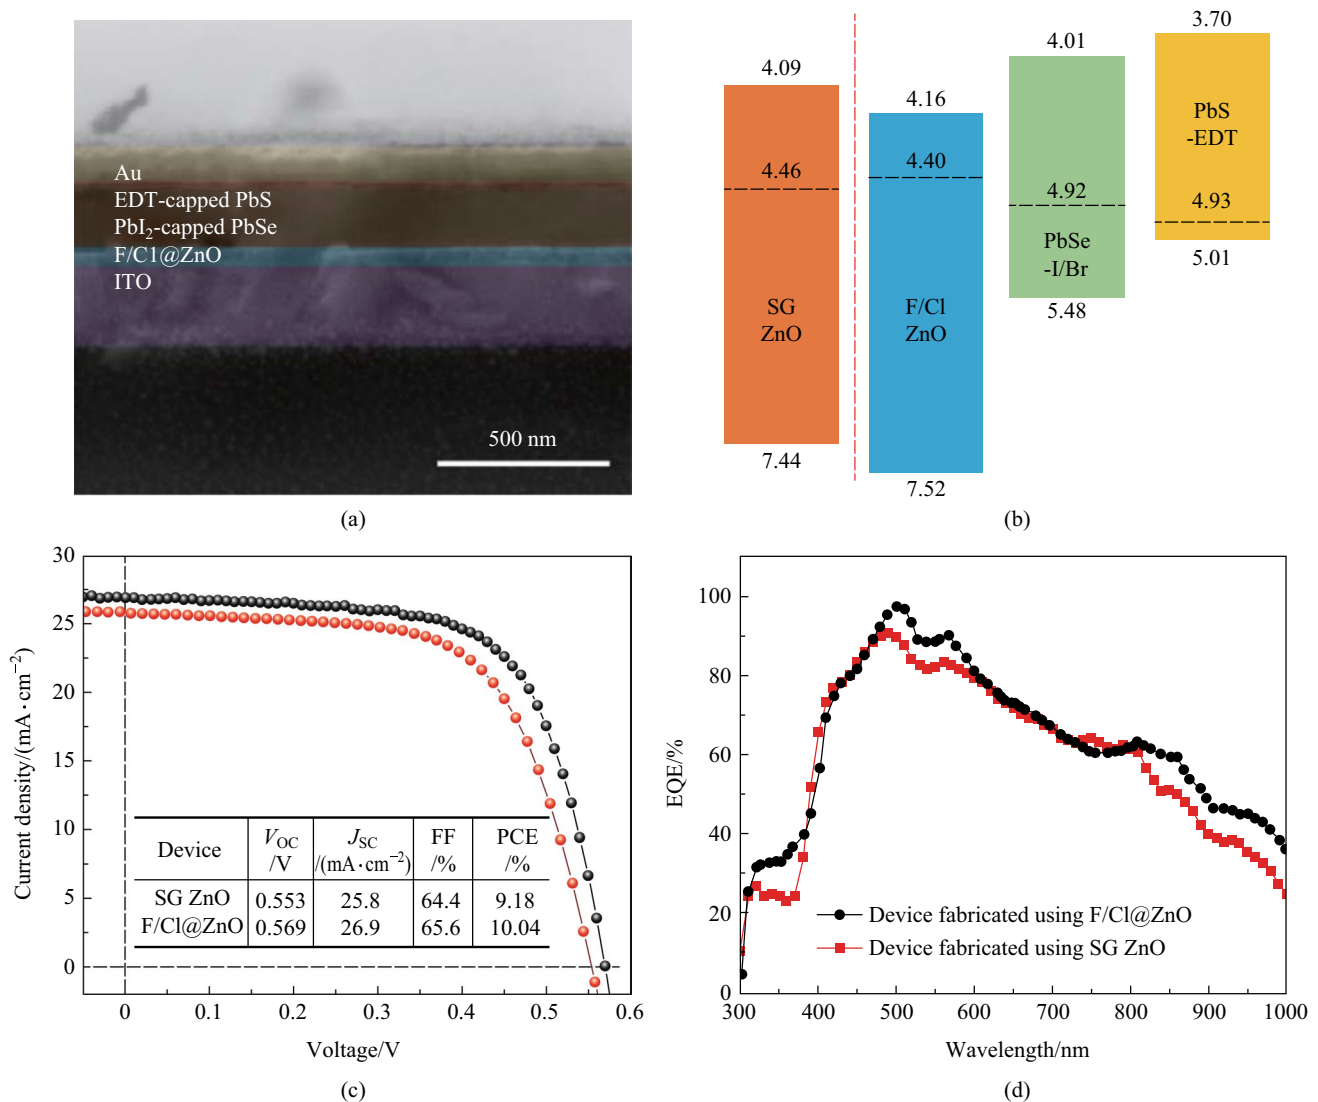 Au
EDT-capped PbS
PbI2-capped PbSe
F/C1@ZnO
ITO
500 nm
(a)
4.09
4.46
SG
ZnO
7.44
4.16
4.40
F/Cl
ZnO
7.52
4.01
4.92
PbSe
-I/Br
5.48
3.70
PbS
-EDT
4.93
5.01
(b)
30
25
20
15
10
5
0
Current density/(mA·cm−2)
Device VOC/V JSC/(mA·cm−2) FF/% PCE/%
SG ZnO 0.553 25.8 64.4 9.18
F/Cl@ZnO 0.569 26.9 65.6 10.04
0 0.1 0.2 0.3 0.4 0.5 0.6
Voltage/V
(c)
100
80
60
40
20
0
EQE/%
Device fabricated using F/Cl@ZnO
Device fabricated using SG ZnO
300 400 500 600 700 800 900 1000
Wavelength/nm
(d)